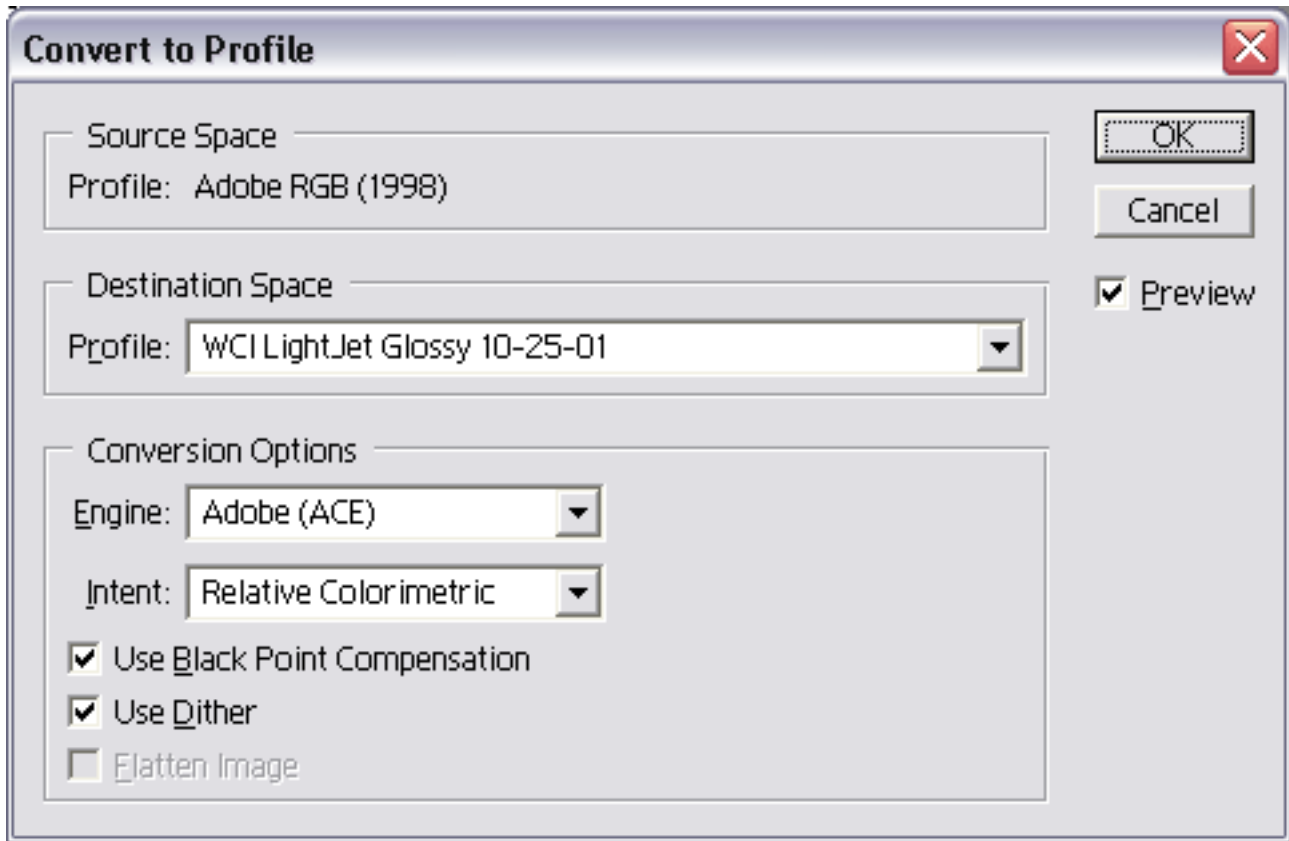 Convert to Profile
Source Space
OK
Profile: Adobe RGB (1998)
Cancel
Destination Space
Preview
Profile: WCI LightJet Glossy 10-25-01
Conversion Options
Engine: Adobe (ACE)
Intent: Relative Colorimetric
Use Black Point Compensation
Use Dither
Flatten Image